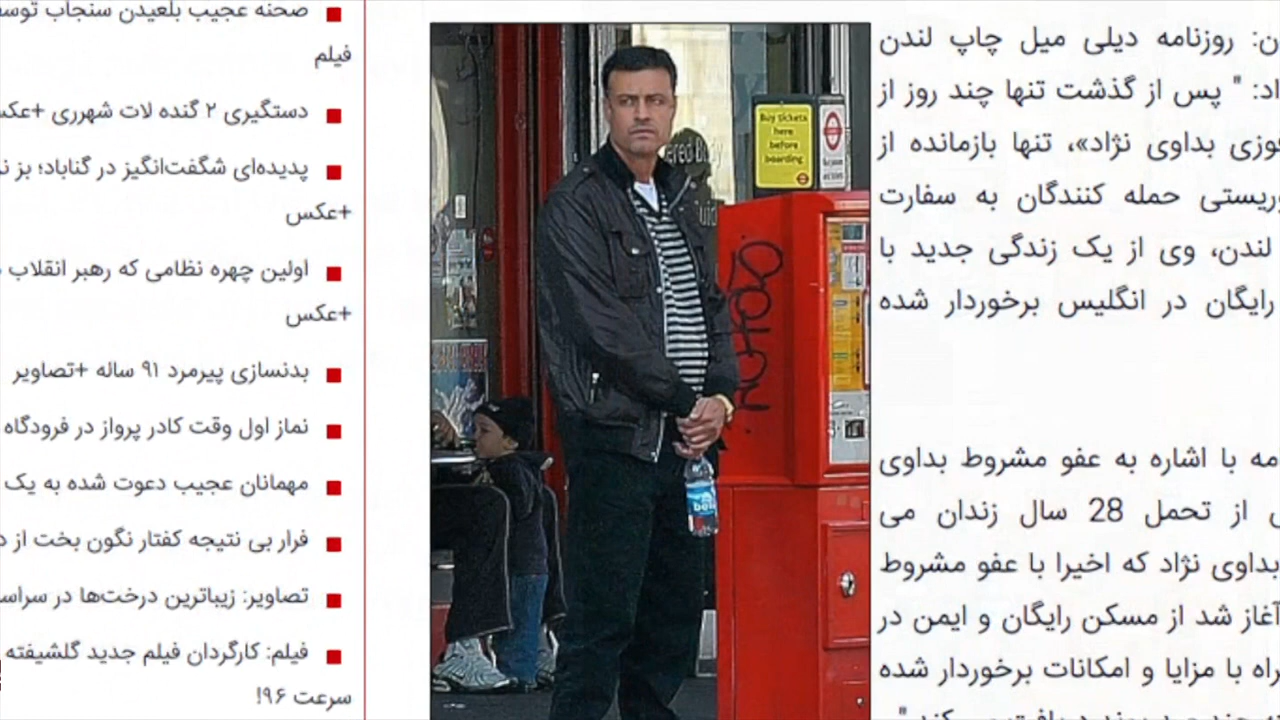 ن: روزنامه دیلی میل چاپ لندن
اد: " پس از گذشت تنها چند روز از
وزی بداوی نژاد»، تنها بازمانده از
وریستی حمله کنندگان به سفارت
لندن، وی از یک زندگی جدید با
رایگان در انگلیس برخوردار شده
مه با اشاره به عفو مشروط بداوی
از تحمل 28 سال زندان می
بداوی نژاد که اخیرا با عفو مشروط
آغاز شد از مسکن رایگان و ایمن در
راه با مزایا و امکانات برخوردار شده
Buy tickets
here
before
boarding
صحنه عجیب بلعیدن سنجاب توسط
فیلم
دستگیری ۲ گنده لات شهرری +عکس
پدیده‌ای شگفت‌انگیز در گناباد؛ بز
+عکس
اولین چهره نظامی که رهبر انقلاب
+عکس
بدنسازی پیرمرد ۹۱ ساله +تصاویر
نماز اول وقت کادر پرواز در فرودگاه
مهمانان عجیب دعوت شده به یک
فرار بی نتیجه کفتار نگون بخت از
تصاویر: زیباترین درخت‌ها در سراسر
فیلم: کارگردان فیلم جدید گلشیفته
سرعت ۹۶!